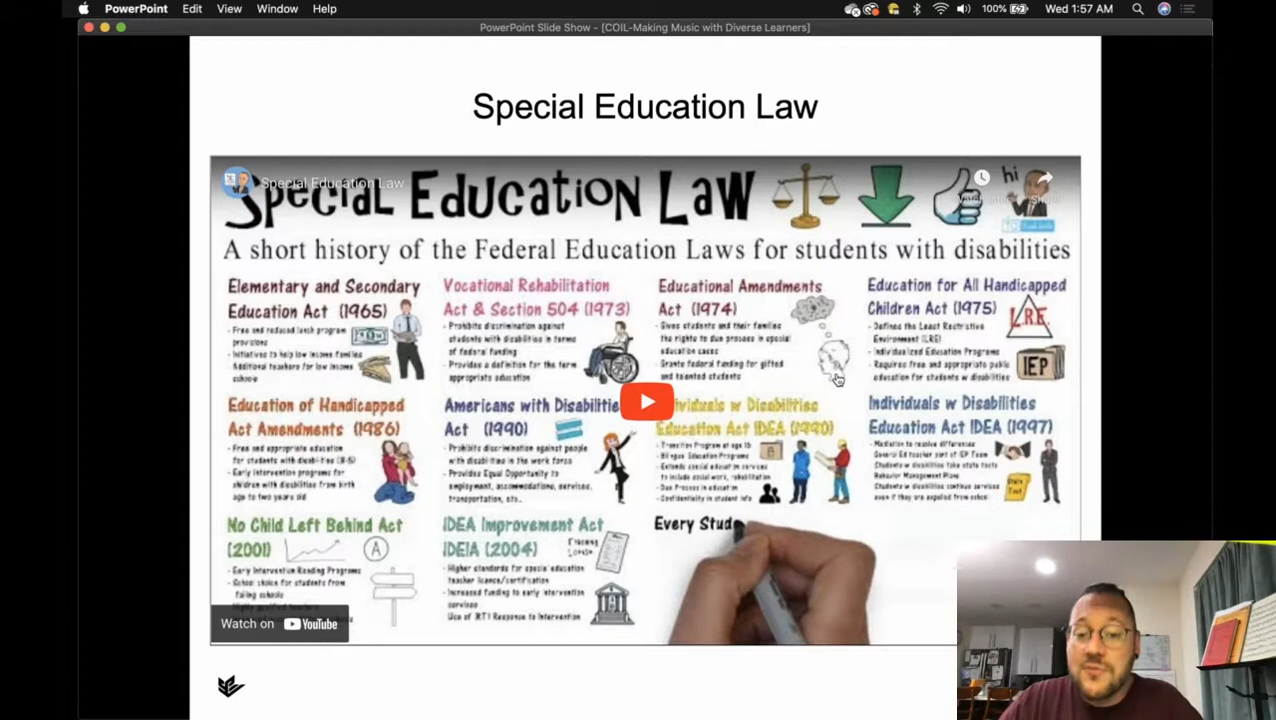 PowerPoint Edit View Window Help 100% Wed 1:57 AM
PowerPoint Slide Show - [COIL-Making Music with Diverse Learners]
Special Education Law
Special Education Law
Special Education Law
hi
A short history of the Federal Education Laws for students with disabilities
Elementary and Secondary
Education Act (1965)
- Free and reduced lunch program
provisions
- Initiatives to help low income families
- Additional teachers for low income
schools
Vocational Rehabilitation
Act & Section 504 (1973)
- Prohibits discrimination against
students with disabilities in terms
of federal funding
- Provides a definition for the term
appropriate education
Educational Amendments
Act (1974)
- Gives students and their families
the rights to due process in special
education cases
- Grants federal funding for gifted
and talented students
Education for All Handicapped
Children Act (1975)
LRE
- Defines the Least Restrictive
Environment (LRE)
- Individualized Education Programs
- Requires free and appropriate public
education for students w disabilities
IEP
Education of Handicapped
Act Amendments (1986)
- Free and appropriate education
for students with disabilities (3-5)
- Early intervention programs for
children with disabilities from birth
age to two years old
Americans with Disabilitie
Act (1990)
- Prohibits discrimination against
people with disabilities in the work force
- Provides Equal Opportunity to
employment, accommodations, services,
transportation, etc.
ividuals w Disabilities
Education Act IDEA (1990)
- Transition Program at age 16
- Bilingual Education Programs
- Extends special education services
to include social work, rehabilitation
- Due Process in education
- Confidentiality in student info
Individuals w Disabilities
Education Act IDEA (1997)
- Mediation to resolve differences
General Ed teacher part of IEP Team
Students w disabilities take state tests
Behavior Management Plans
Students w disabilities continue services
even if they are expelled from school
State
Test
No Child Left Behind Act
(2001)
A
- Early Intervention Reading Programs
- School choice for students from
failing schools
IDEA Improvement Act
IDEIA (2004)
- Higher standards for special education
teacher licence/certification
- Increased funding to early intervention
services
Use of RTI Response to Intervention
Every Stude
Watch on YouTube